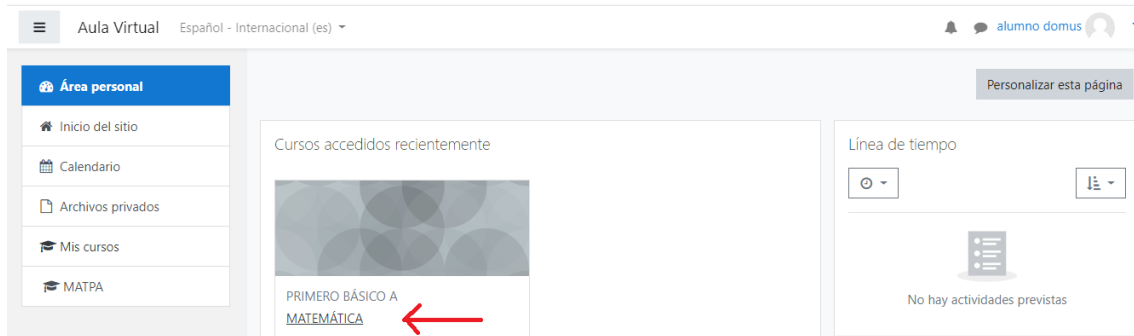 Aula Virtual Español - Internacional (es)
alumno domus
Área personal
Inicio del sitio
Calendario
Archivos privados
Mis cursos
MATPA
Personalizar esta página
Cursos accedidos recientemente
PRIMERO BÁSICO A
MATEMÁTICA
Línea de tiempo
No hay actividades previstas